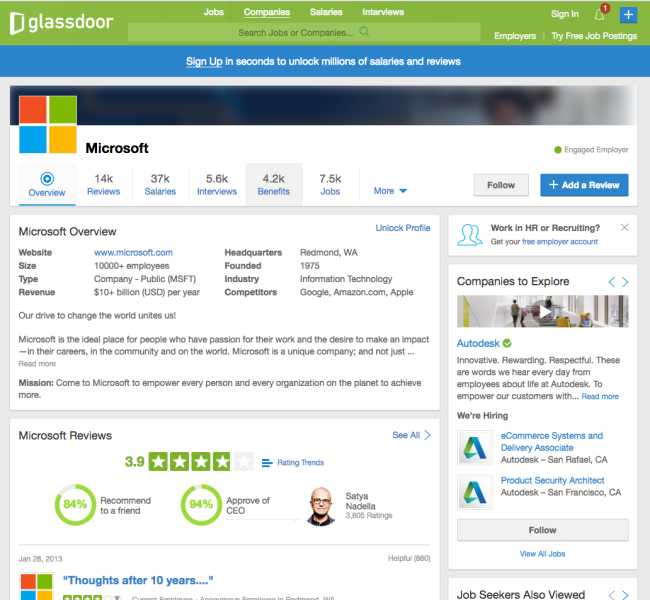 glassdoor
Jobs Companies Salaries Interviews
Sign In 1
Search Jobs or Companies...
Employers Try Free Job Postings
Sign Up in seconds to unlock millions of salaries and reviews
Microsoft
Engaged Employer
Overview
14k Reviews
37k Salaries
5.6k Interviews
4.2k Benefits
7.5k Jobs
More
Follow
+ Add a Review
Microsoft Overview
Unlock Profile
Website www.microsoft.com Headquarters Redmond, WA
Size 10000+ employees Founded 1975
Type Company - Public (MSFT) Industry Information Technology
Revenue $10+ billion (USD) per year Competitors Google, Amazon.com, Apple
Our drive to change the world unites us!
Microsoft is the ideal place for people who have passion for their work and the desire to make an impact
—in their careers, in the community and on the world. Microsoft is a unique company; and not just ...
Read more
Mission: Come to Microsoft to empower every person and every organization on the planet to achieve
more.
Microsoft Reviews
See All
3.9
Rating Trends
84%
Recommend
to a friend
94%
Approve of
CEO
Satya
Nadella
3,805 Ratings
Jan 28, 2013
Helpful (860)
"Thoughts after 10 years...."
Current Employee - Anonymous Employee in Redmond, WA
Work in HR or Recruiting?
Get your free employer account
Companies to Explore
Autodesk
Innovative. Rewarding. Respectful. These
are words we hear every day from
employees about life at Autodesk. To
empower our customers with... Read more
We're Hiring
eCommerce Systems and
Delivery Associate
Autodesk – San Rafael, CA
Product Security Architect
Autodesk – San Francisco, CA
Follow
View All Jobs
Job Seekers Also Viewed